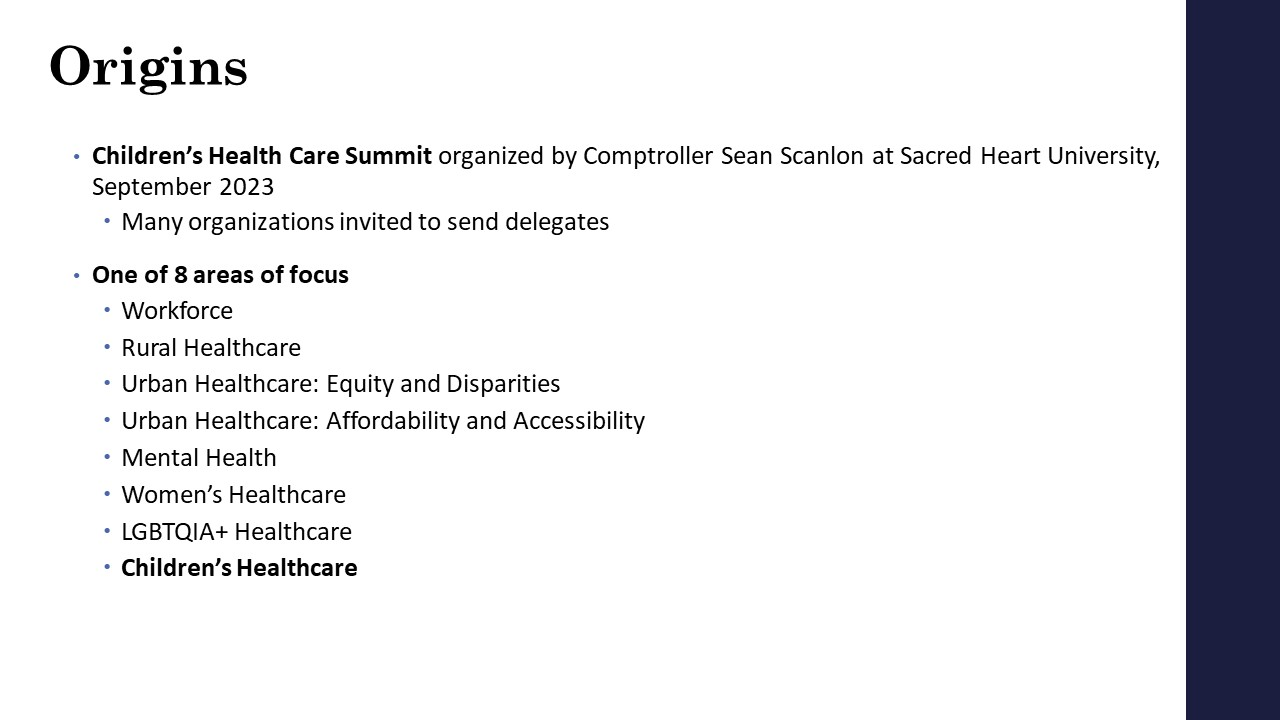 Origins
• Children’s Health Care Summit organized by Comptroller Sean Scanlon at Sacred Heart University,
September 2023
• Many organizations invited to send delegates
• One of 8 areas of focus
• Workforce
• Rural Healthcare
• Urban Healthcare: Equity and Disparities
• Urban Healthcare: Affordability and Accessibility
• Mental Health
• Women’s Healthcare
• LGBTQIA+ Healthcare
• Children’s Healthcare